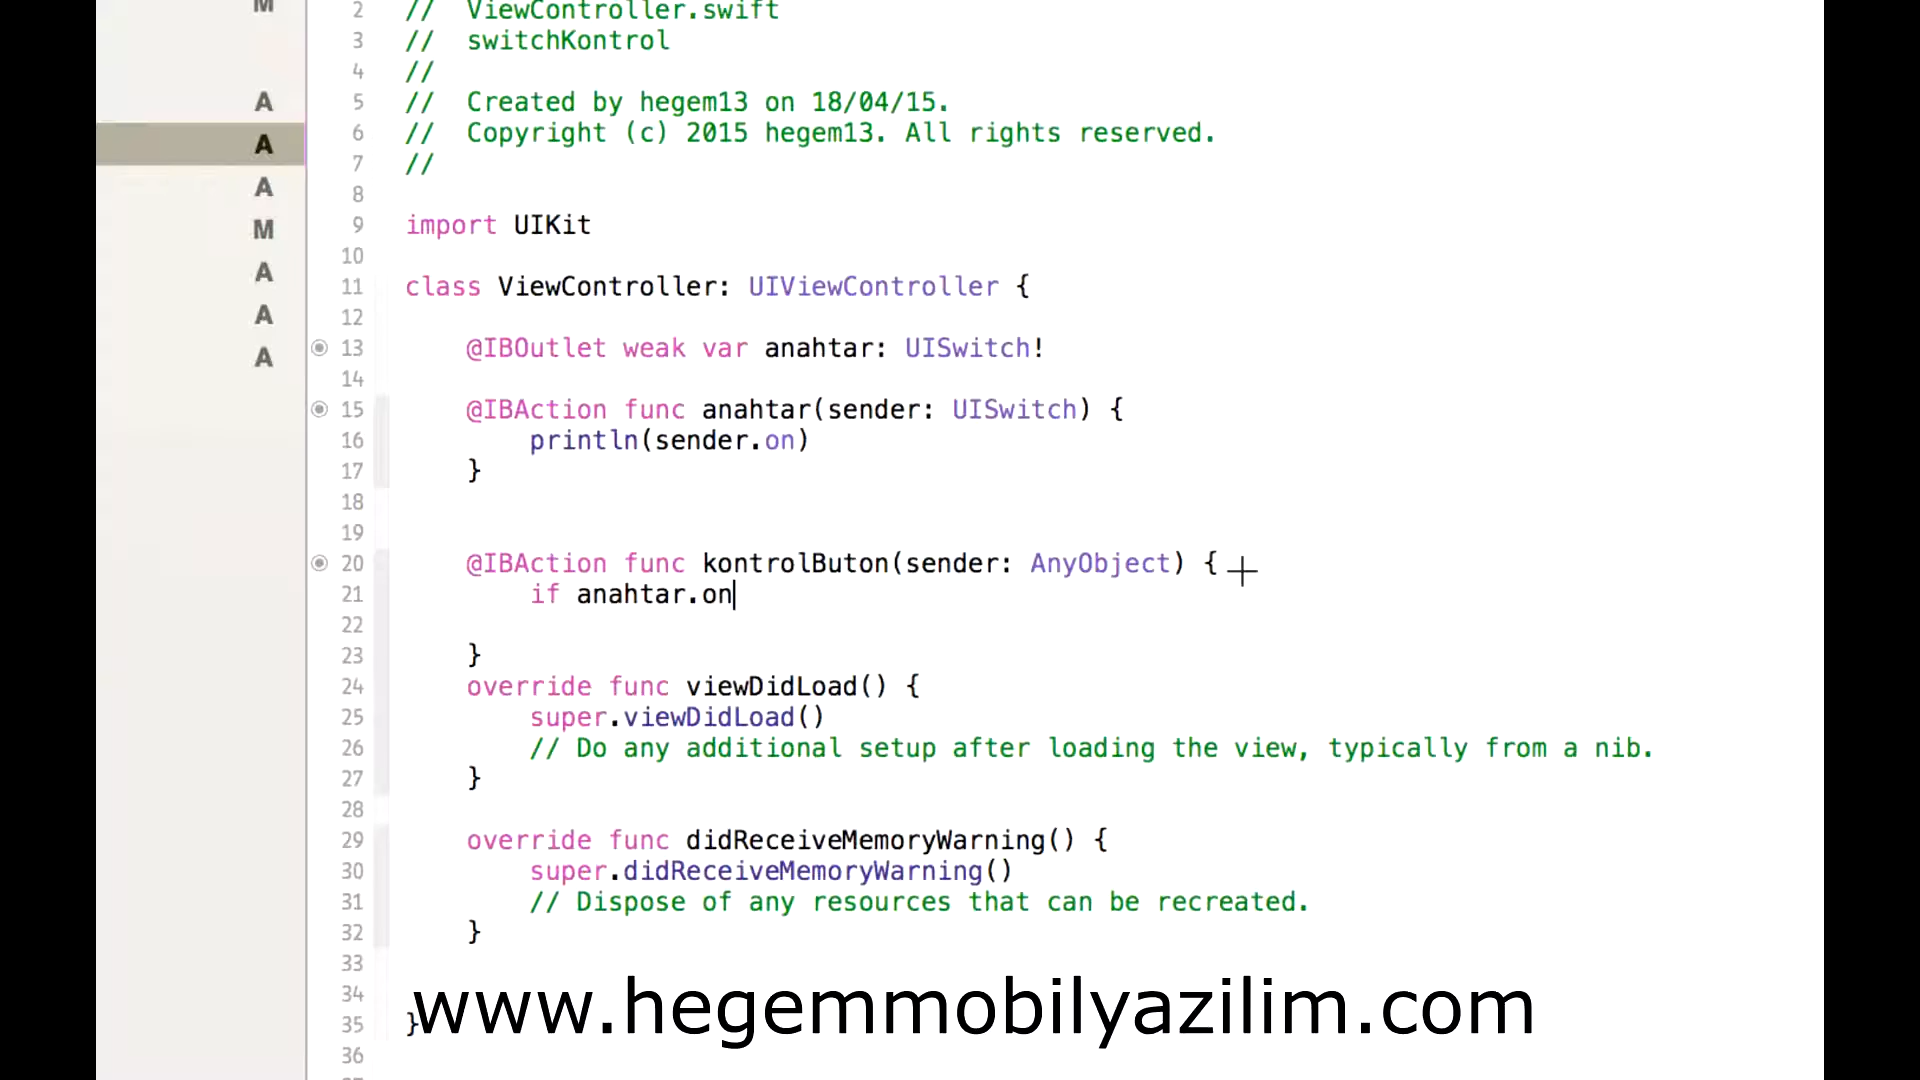 M
A
A
A
M
A
A
A
2 // ViewController.swift
3 // switchKontrol
4 //
5 // Created by hegem13 on 18/04/15.
6 // Copyright (c) 2015 hegem13. All rights reserved.
7 //
8
9 import UIKit
10
11 class ViewController: UIViewController {
12
13 @IBOutlet weak var anahtar: UISwitch!
14
15 @IBAction func anahtar(sender: UISwitch) {
16 println(sender.on)
17 }
18
19
20 @IBAction func kontrolButon(sender: AnyObject) {
21 if anahtar.on
22
23 }
24 override func viewDidLoad() {
25 super.viewDidLoad()
26 // Do any additional setup after loading the view, typically from a nib.
27 }
28
29 override func didReceiveMemoryWarning() {
30 super.didReceiveMemoryWarning()
31 // Dispose of any resources that can be recreated.
32 }
33
34
35 }
www.hegemmobilyazilim.com
36